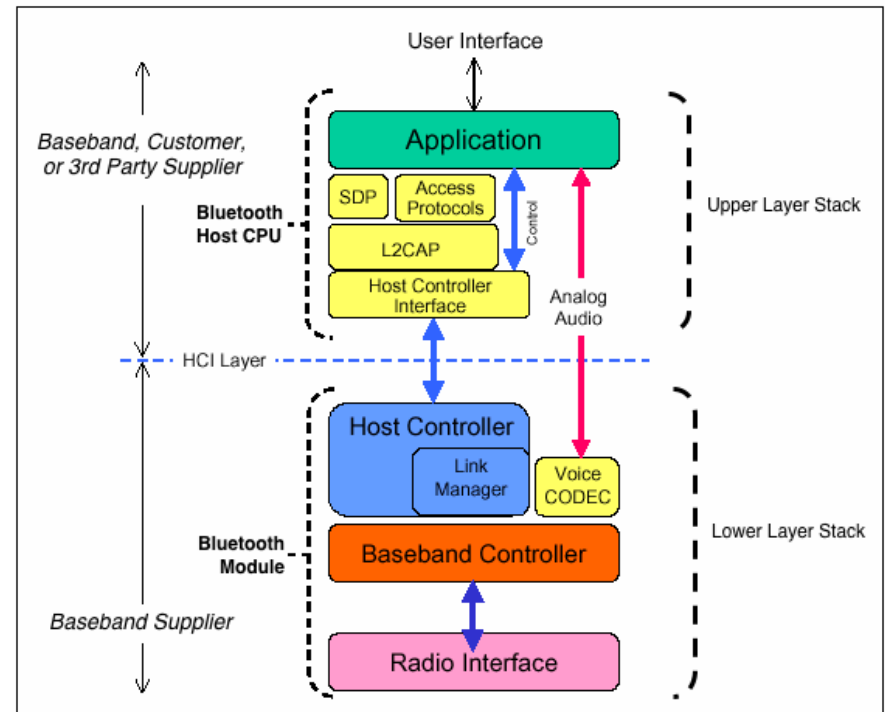 User Interface
Baseband, Customer,
or 3rd Party Supplier
Application
SDP
Access
Protocols
Control
Bluetooth
Host CPU
Upper Layer Stack
L2CAP
Host Controller
Interface
Analog
Audio
HCI Layer
Host Controller
Link
Manager
Voice
CODEC
Lower Layer Stack
Bluetooth
Module
Baseband Controller
Baseband Supplier
Radio Interface